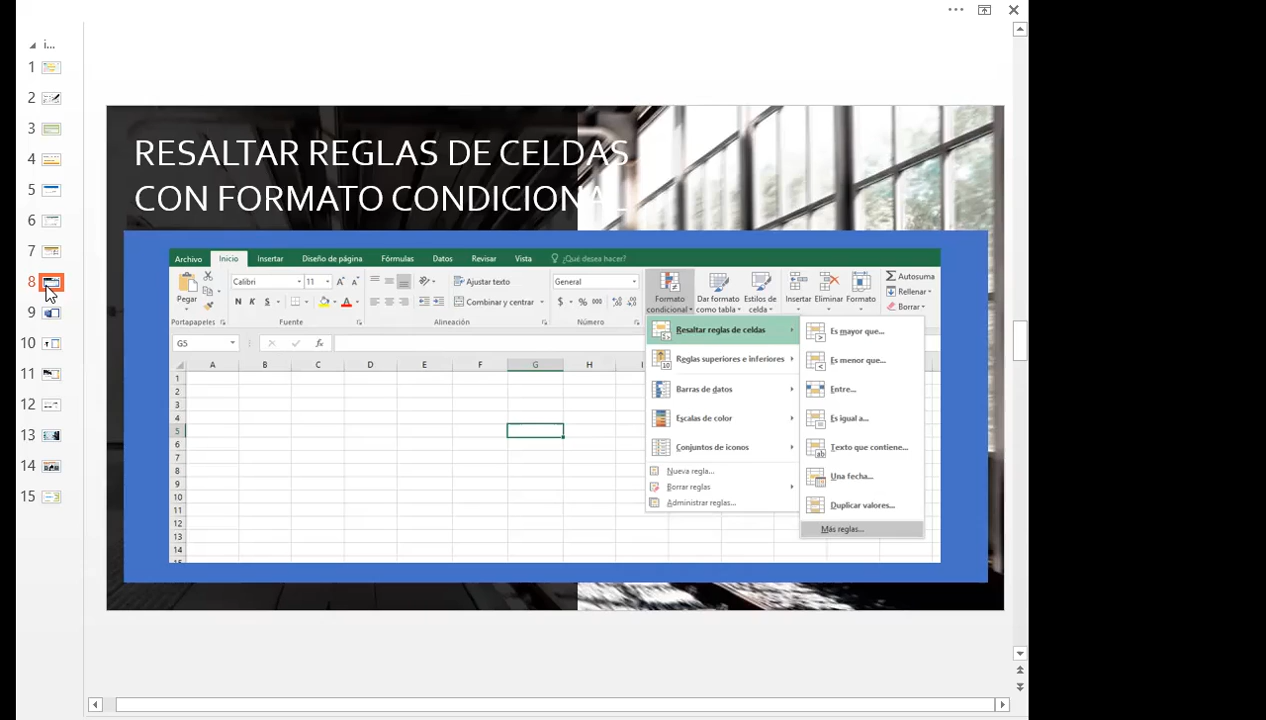 i...
1
2
3
4
5
6
7
8
9
10
11
12
13
14
15
RESALTAR REGLAS DE CELDAS
CON FORMATO CONDICIONAL
Archivo Inicio Insertar Diseño de página Fórmulas Datos Revisar Vista ¿Qué desea hacer?
Pegar
Calibri 11
N K S
Ajustar texto
Combinar y centrar
General
$ % 000
Formato condicional
Dar formato como tabla
Estilos de celda
Insertar Eliminar Formato
Autosuma
Rellenar
Borrar
Portapapeles Fuente Alineación Número
G5
fx
A B C D E F G H I
1
2
3
4
5
6
7
8
9
10
11
12
13
14
15
Resaltar reglas de celdas
Reglas superiores e inferiores
Barras de datos
Escalas de color
Conjuntos de iconos
Nueva regla...
Borrar reglas
Administrar reglas...
Es mayor que...
Es menor que...
Entre...
Es igual a...
Texto que contiene...
Una fecha...
Duplicar valores...
Más reglas...